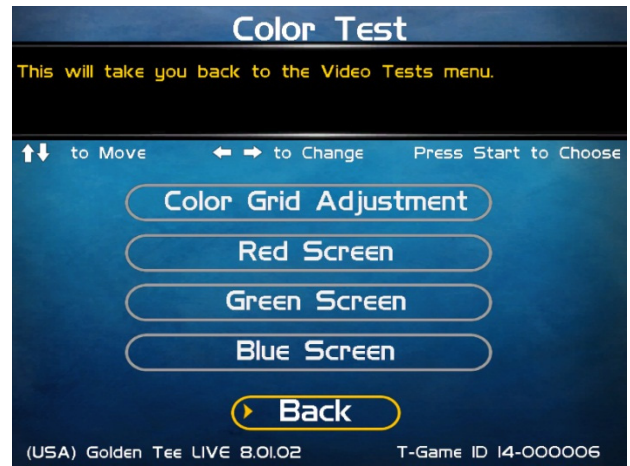 Color Test
This will take you back to the Video Tests menu.
to Move to Change Press Start to Choose
Color Grid Adjustment
Red Screen
Green Screen
Blue Screen
Back
(USA) Golden Tee LIVE 8.01.02 T-Game ID 14-000006